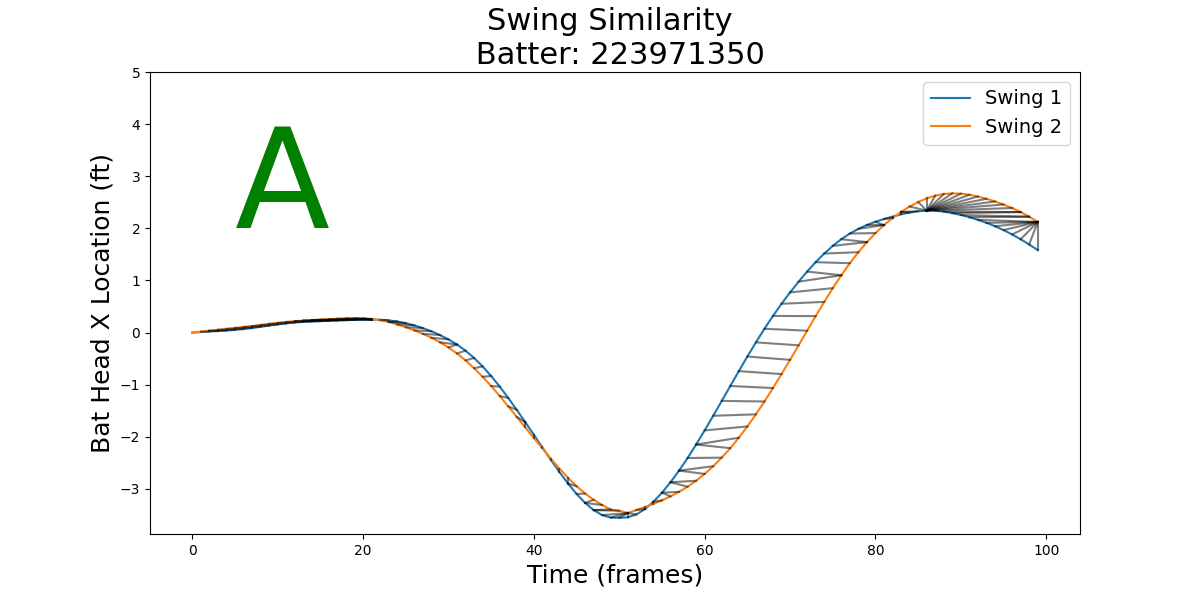 Swing Similarity
Batter: 223971350
A
Swing 1
Swing 2
Bat Head X Location (ft)
5
4
3
2
1
0
−1
−2
−3
0 20 40 60 80 100
Time (frames)